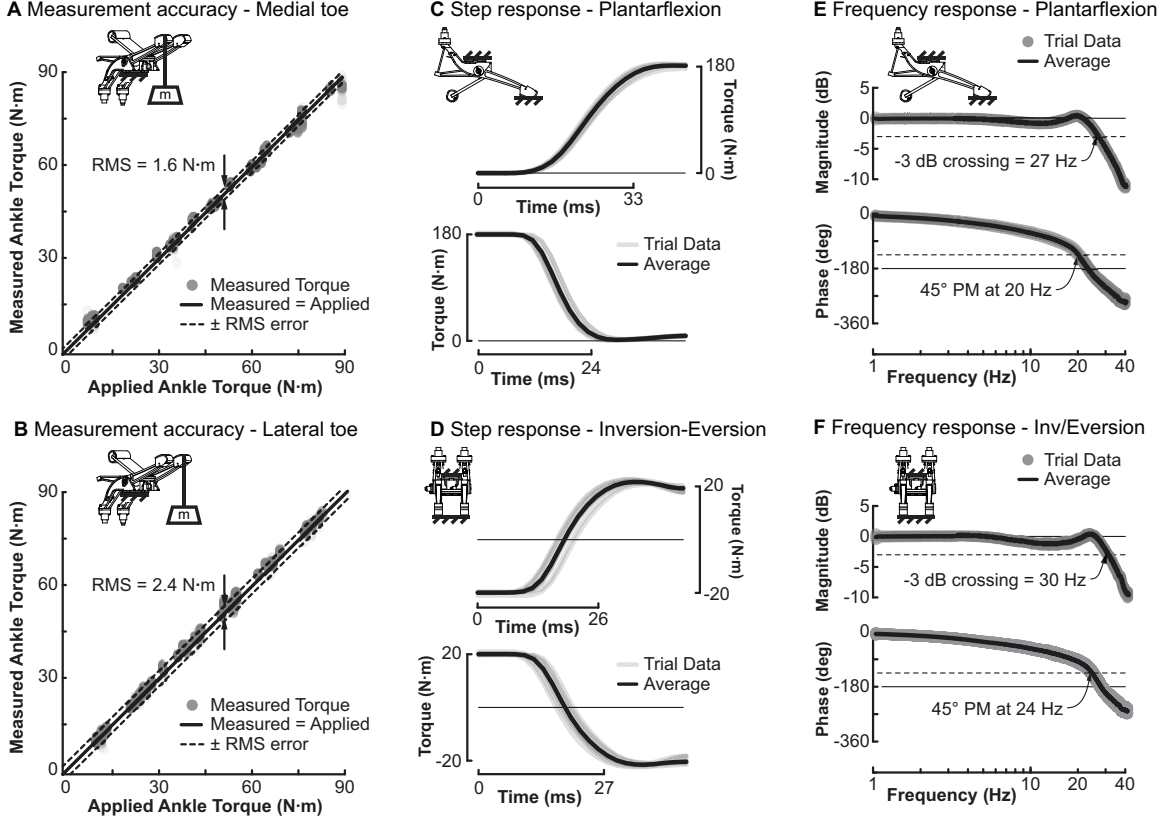 A Measurement accuracy - Medial toe
m
90
60
30
0
Measured Ankle Torque (N·m)
RMS = 1.6 N·m
Measured Torque
Measured = Applied
± RMS error
0 30 60 90
Applied Ankle Torque (N·m)
B Measurement accuracy - Lateral toe
m
90
60
30
0
Measured Ankle Torque (N·m)
RMS = 2.4 N·m
Measured Torque
Measured = Applied
± RMS error
0 30 60 90
Applied Ankle Torque (N·m)
C Step response - Plantarflexion
180
0
Torque (N·m)
0 33
Time (ms)
180
0
Torque (N·m)
Trial Data
Average
0 24
Time (ms)
D Step response - Inversion-Eversion
20
-20
Torque (N·m)
0 26
Time (ms)
20
-20
Torque (N·m)
Trial Data
Average
0 27
Time (ms)
E Frequency response - Plantarflexion
Trial Data
Average
5
0
-5
-10
Magnitude (dB)
-3 dB crossing = 27 Hz
0
-180
-360
Phase (deg)
45° PM at 20 Hz
1 10 20 40
Frequency (Hz)
F Frequency response - Inv/Eversion
Trial Data
Average
5
0
-5
-10
Magnitude (dB)
-3 dB crossing = 30 Hz
0
-180
-360
Phase (deg)
45° PM at 24 Hz
1 10 20 40
Frequency (Hz)